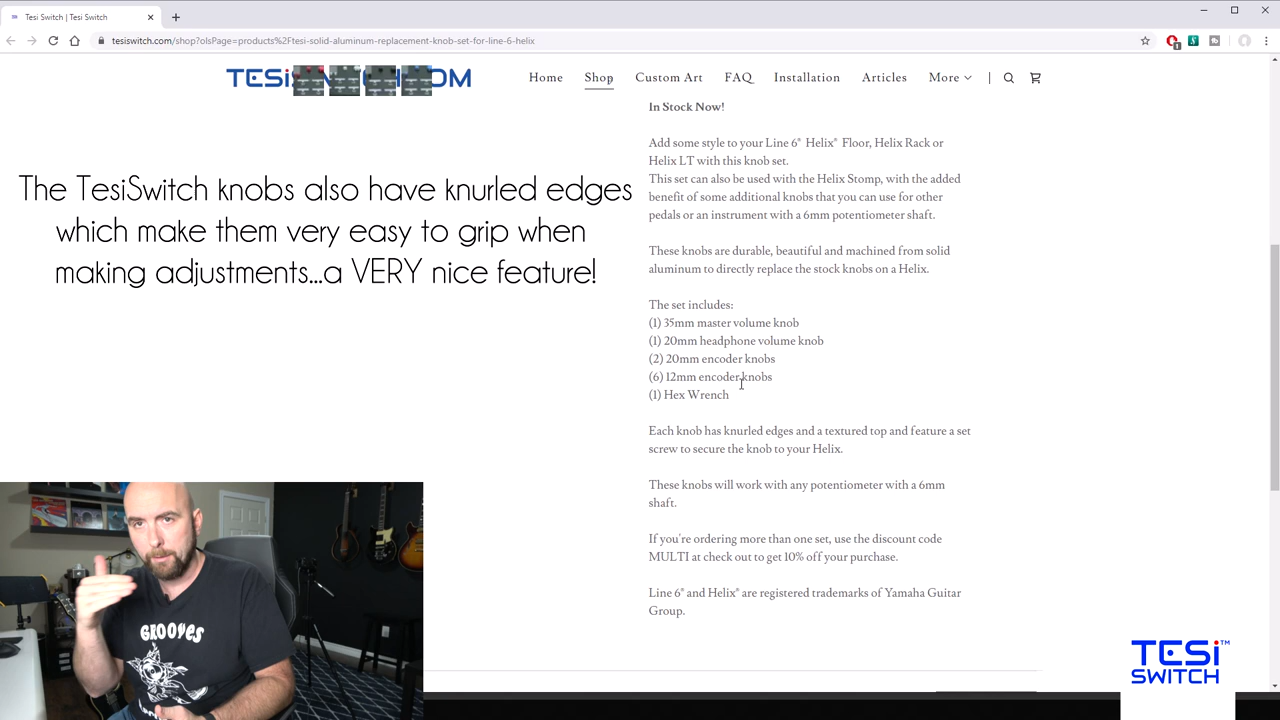 Tesi Switch | Tesi Switch
tesiswitch.com/shop?olsPage=products%2Ftesi-solid-aluminum-replacement-knob-set-for-line-6-helix
1
Home Shop Custom Art FAQ Installation Articles More
In Stock Now!
Add some style to your Line 6® Helix® Floor, Helix Rack or
Helix LT with this knob set.
This set can also be used with the Helix Stomp, with the added
benefit of some additional knobs that you can use for other
pedals or an instrument with a 6mm potentiometer shaft.
These knobs are durable, beautiful and machined from solid
aluminum to directly replace the stock knobs on a Helix.
The set includes:
(1) 35mm master volume knob
(1) 20mm headphone volume knob
(2) 20mm encoder knobs
(6) 12mm encoder knobs
(1) Hex Wrench
Each knob has knurled edges and a textured top and feature a set
screw to secure the knob to your Helix.
These knobs will work with any potentiometer with a 6mm
shaft.
If you're ordering more than one set, use the discount code
MULTI at check out to get 10% off your purchase.
Line 6® and Helix® are registered trademarks of Yamaha Guitar
Group.
The TesiSwitch knobs also have knurled edges
which make them very easy to grip when
making adjustments...a VERY nice feature!
GROOVES
TESi™
SWITCH